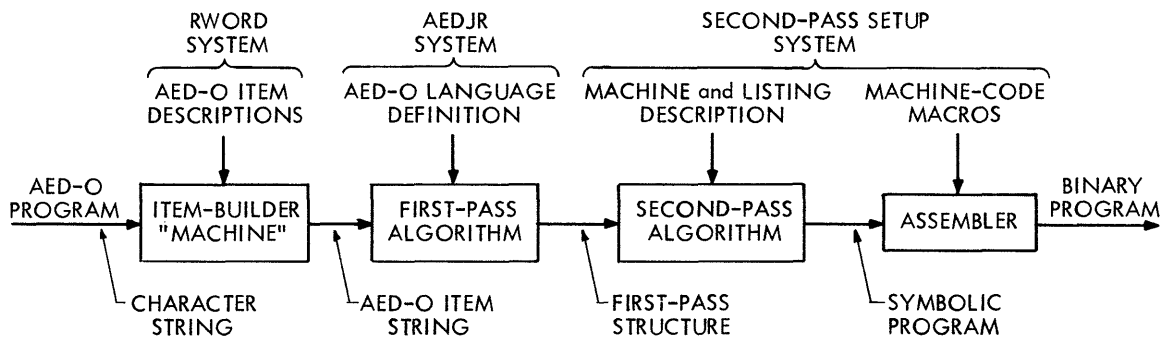 RWORD
SYSTEM
AEDJR
SYSTEM
SECOND-PASS SETUP
SYSTEM
AED-O ITEM
DESCRIPTIONS
AED-O LANGUAGE
DEFINITION
MACHINE and LISTING
DESCRIPTION
MACHINE-CODE
MACROS
AED-O
PROGRAM
ITEM-BUILDER
"MACHINE"
FIRST-PASS
ALGORITHM
SECOND-PASS
ALGORITHM
ASSEMBLER
BINARY
PROGRAM
CHARACTER
STRING
AED-O ITEM
STRING
FIRST-PASS
STRUCTURE
SYMBOLIC
PROGRAM